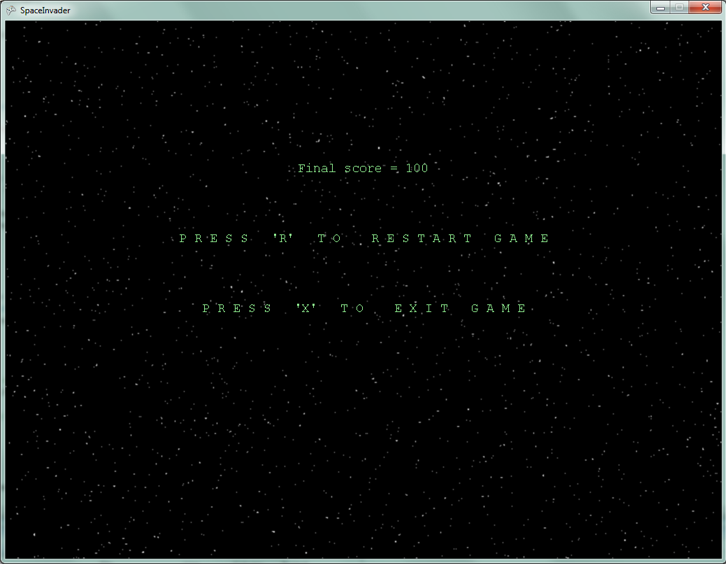 SpaceInvader
Final score = 100
PRESS 'R' TO RESTART GAME
PRESS 'X' TO EXIT GAME